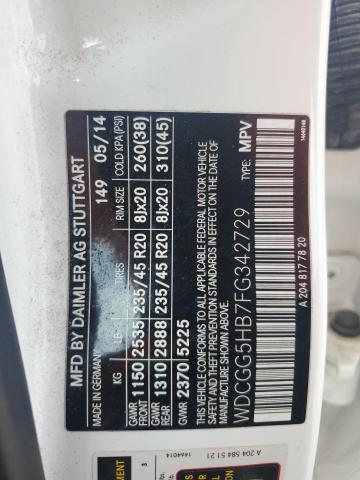 MFD BY DAIMLER AG STUTTGART
MADE IN GERMANY 149 05/14
KG LB TIRES RIM SIZE COLD KPA(PSI)
GAWR FRONT 1150 2535 235/45 R20 8Jx20 260(38)
GAWR REAR 1310 2888 235/45 R20 8Jx20 310(45)
GVWR 2370 5225
THIS VEHICLE CONFORMS TO ALL APPLICABLE FEDERAL MOTOR VEHICLE
SAFETY AND THEFT PREVENTION STANDARDS IN EFFECT ON THE DATE OF
MANUFACTURE SHOWN ABOVE.
WDCGG5HB7FG342729 TYPE: MPV
A 204 817 78 20
1464014
3
A 204 584 51 21